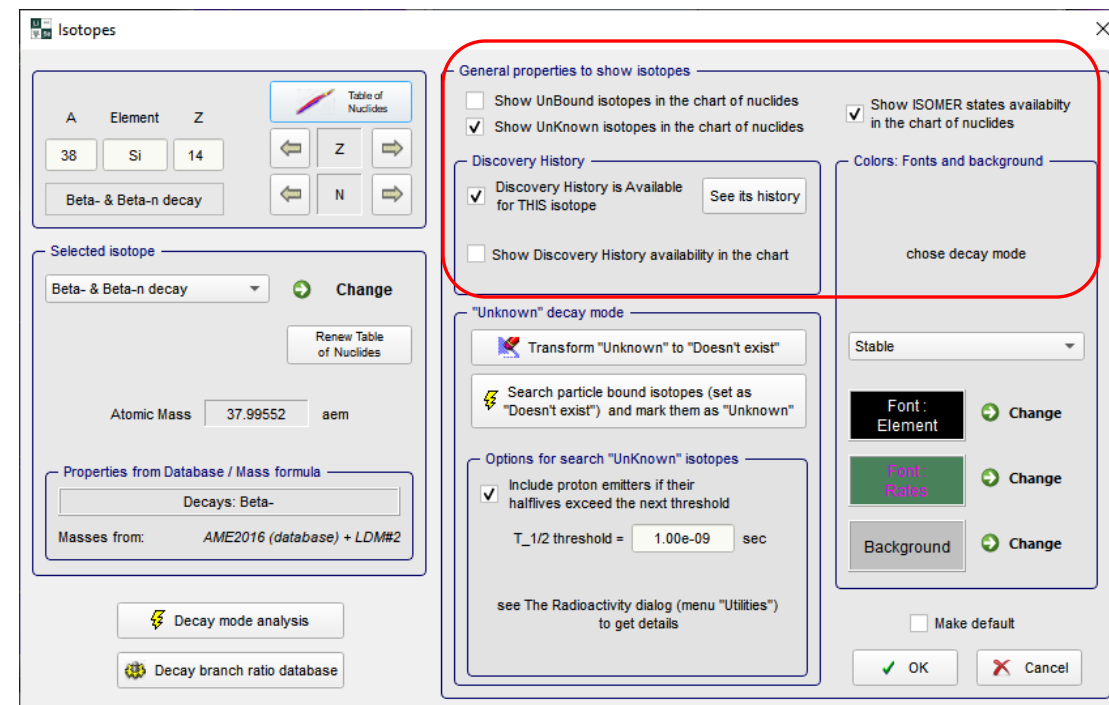 Isotopes
A Element Z
38 Si 14
Beta- & Beta-n decay
Table of
Nuclides
Z
N
Selected isotope
Beta- & Beta-n decay
Change
Renew Table
of Nuclides
Atomic Mass 37.99552 aem
Properties from Database / Mass formula
Decays: Beta-
Masses from: AME2016 (database) + LDM#2
Decay mode analysis
Decay branch ratio database
General properties to show isotopes
Show UnBound isotopes in the chart of nuclides
Show UnKnown isotopes in the chart of nuclides
Show ISOMER states availabilty
in the chart of nuclides
Discovery History
Discovery History is Available
for THIS isotope
See its history
Show Discovery History availability in the chart
"Unknown" decay mode
Transform "Unknown" to "Doesn't exist"
Search particle bound isotopes (set as
"Doesn't exist") and mark them as "Unknown"
Options for search "UnKnown" isotopes
Include proton emitters if their
halflives exceed the next threshold
T_1/2 threshold = 1.00e-09 sec
see The Radioactivity dialog (menu "Utilities")
to get details
Colors: Fonts and background
chose decay mode
Stable
Font :
Element
Change
Font :
Rates
Change
Background
Change
Make default
OK
Cancel